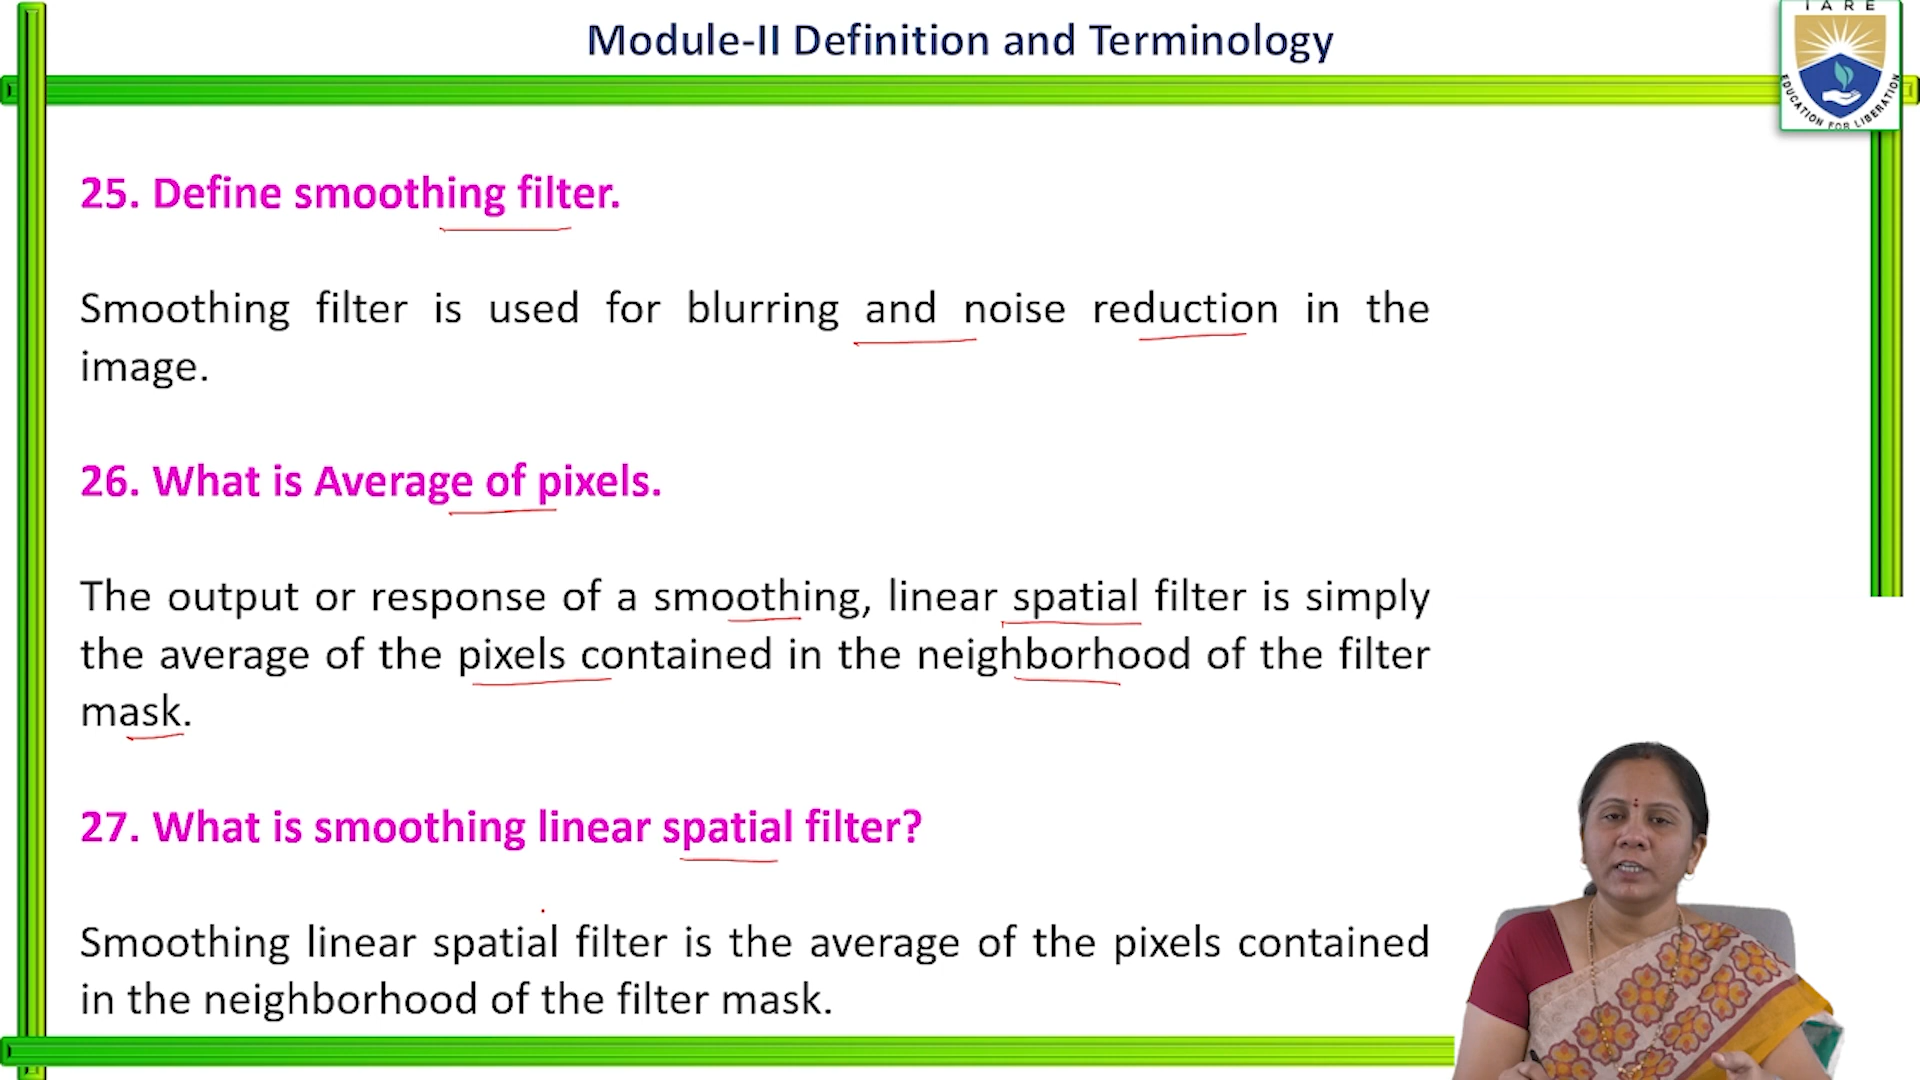 Module-II Definition and Terminology
IARE
EDUCATION FOR LIBERATION
25. Define smoothing filter.
Smoothing filter is used for blurring and noise reduction in the
image.
26. What is Average of pixels.
The output or response of a smoothing, linear spatial filter is simply
the average of the pixels contained in the neighborhood of the filter
mask.
27. What is smoothing linear spatial filter?
Smoothing linear spatial filter is the average of the pixels contained
in the neighborhood of the filter mask.